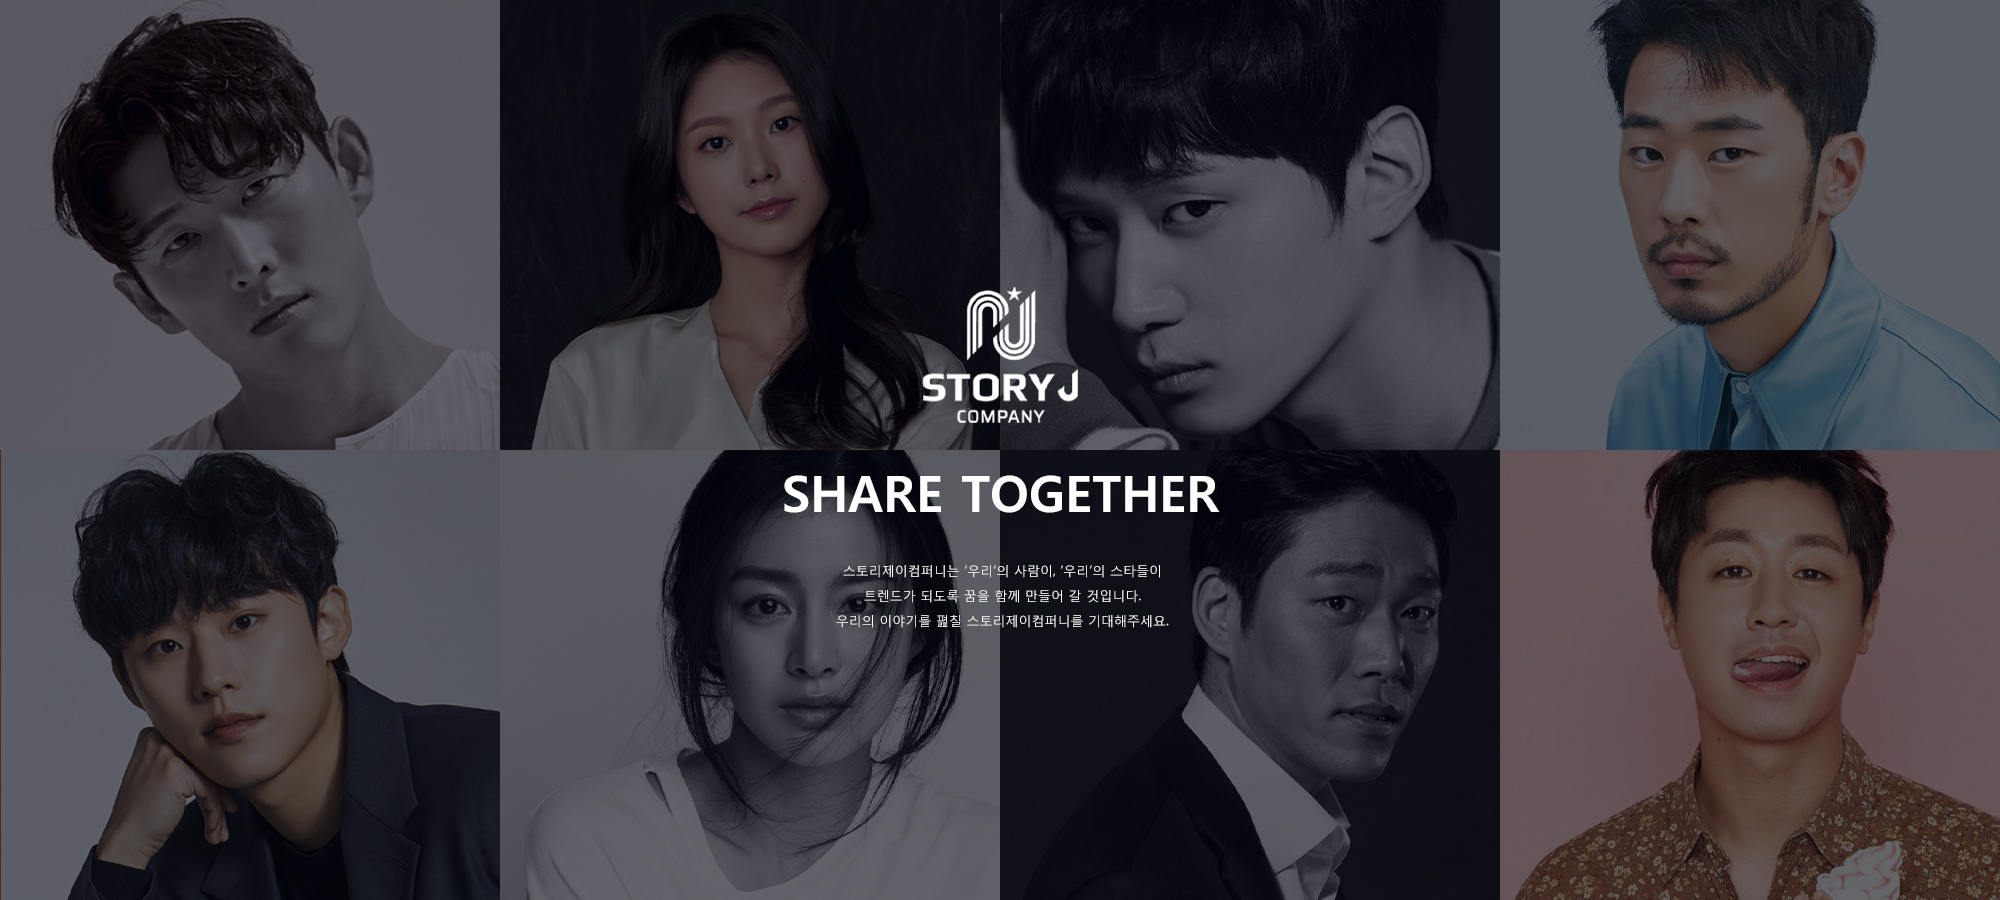 STORYJ
COMPANY
SHARE TOGETHER
스토리제이컴퍼니는 '우리'의 사람이, '우리'의 스타들이
트렌드가 되도록 꿈을 함께 만들어 갈 것입니다.
우리의 이야기를 펼칠 스토리제이컴퍼니를 기대해주세요.